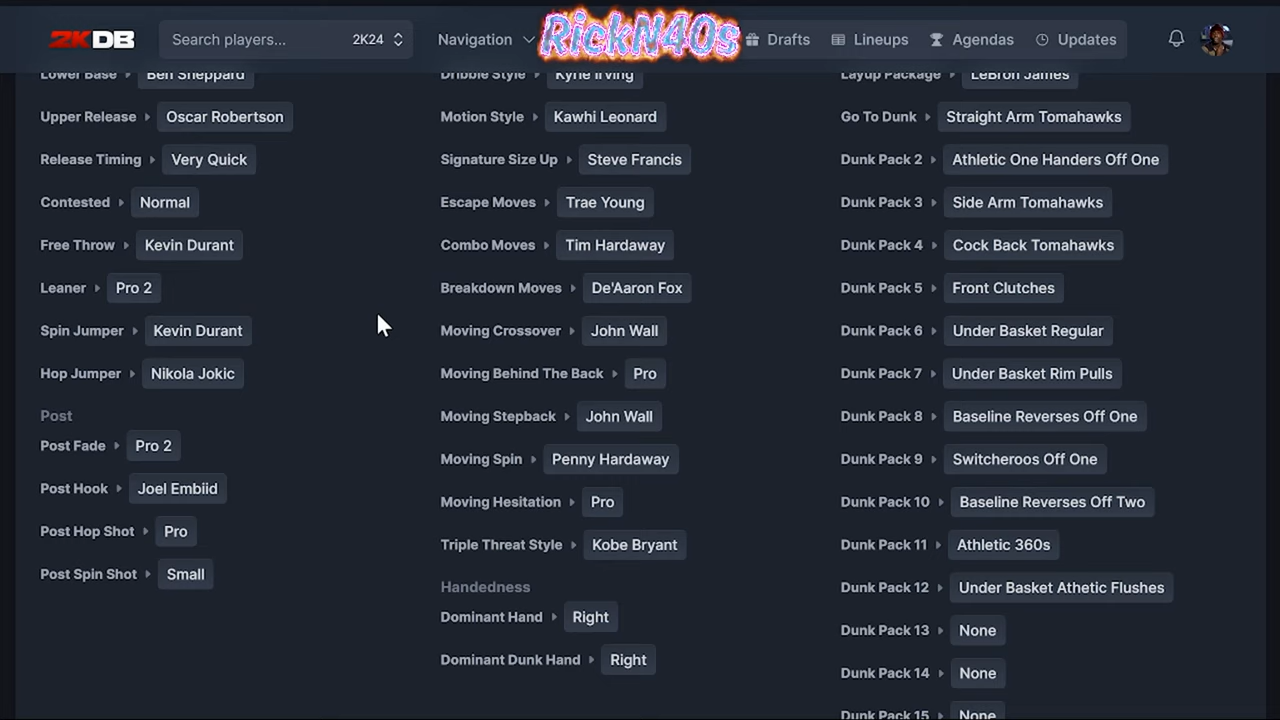 2KDB
Search players...
2K24
Navigation
RickN40s
Drafts
Lineups
Agendas
Updates
Lower Base Ben Sheppard
Upper Release Oscar Robertson
Release Timing Very Quick
Contested Normal
Free Throw Kevin Durant
Leaner Pro 2
Spin Jumper Kevin Durant
Hop Jumper Nikola Jokic
Post
Post Fade Pro 2
Post Hook Joel Embiid
Post Hop Shot Pro
Post Spin Shot Small
Dribble Style Kyrie Irving
Motion Style Kawhi Leonard
Signature Size Up Steve Francis
Escape Moves Trae Young
Combo Moves Tim Hardaway
Breakdown Moves De'Aaron Fox
Moving Crossover John Wall
Moving Behind The Back Pro
Moving Stepback John Wall
Moving Spin Penny Hardaway
Moving Hesitation Pro
Triple Threat Style Kobe Bryant
Handedness
Dominant Hand Right
Dominant Dunk Hand Right
Layup Package LeBron James
Go To Dunk Straight Arm Tomahawks
Dunk Pack 2 Athletic One Handers Off One
Dunk Pack 3 Side Arm Tomahawks
Dunk Pack 4 Cock Back Tomahawks
Dunk Pack 5 Front Clutches
Dunk Pack 6 Under Basket Regular
Dunk Pack 7 Under Basket Rim Pulls
Dunk Pack 8 Baseline Reverses Off One
Dunk Pack 9 Switcheroos Off One
Dunk Pack 10 Baseline Reverses Off Two
Dunk Pack 11 Athletic 360s
Dunk Pack 12 Under Basket Athetic Flushes
Dunk Pack 13 None
Dunk Pack 14 None
Dunk Pack 15 None